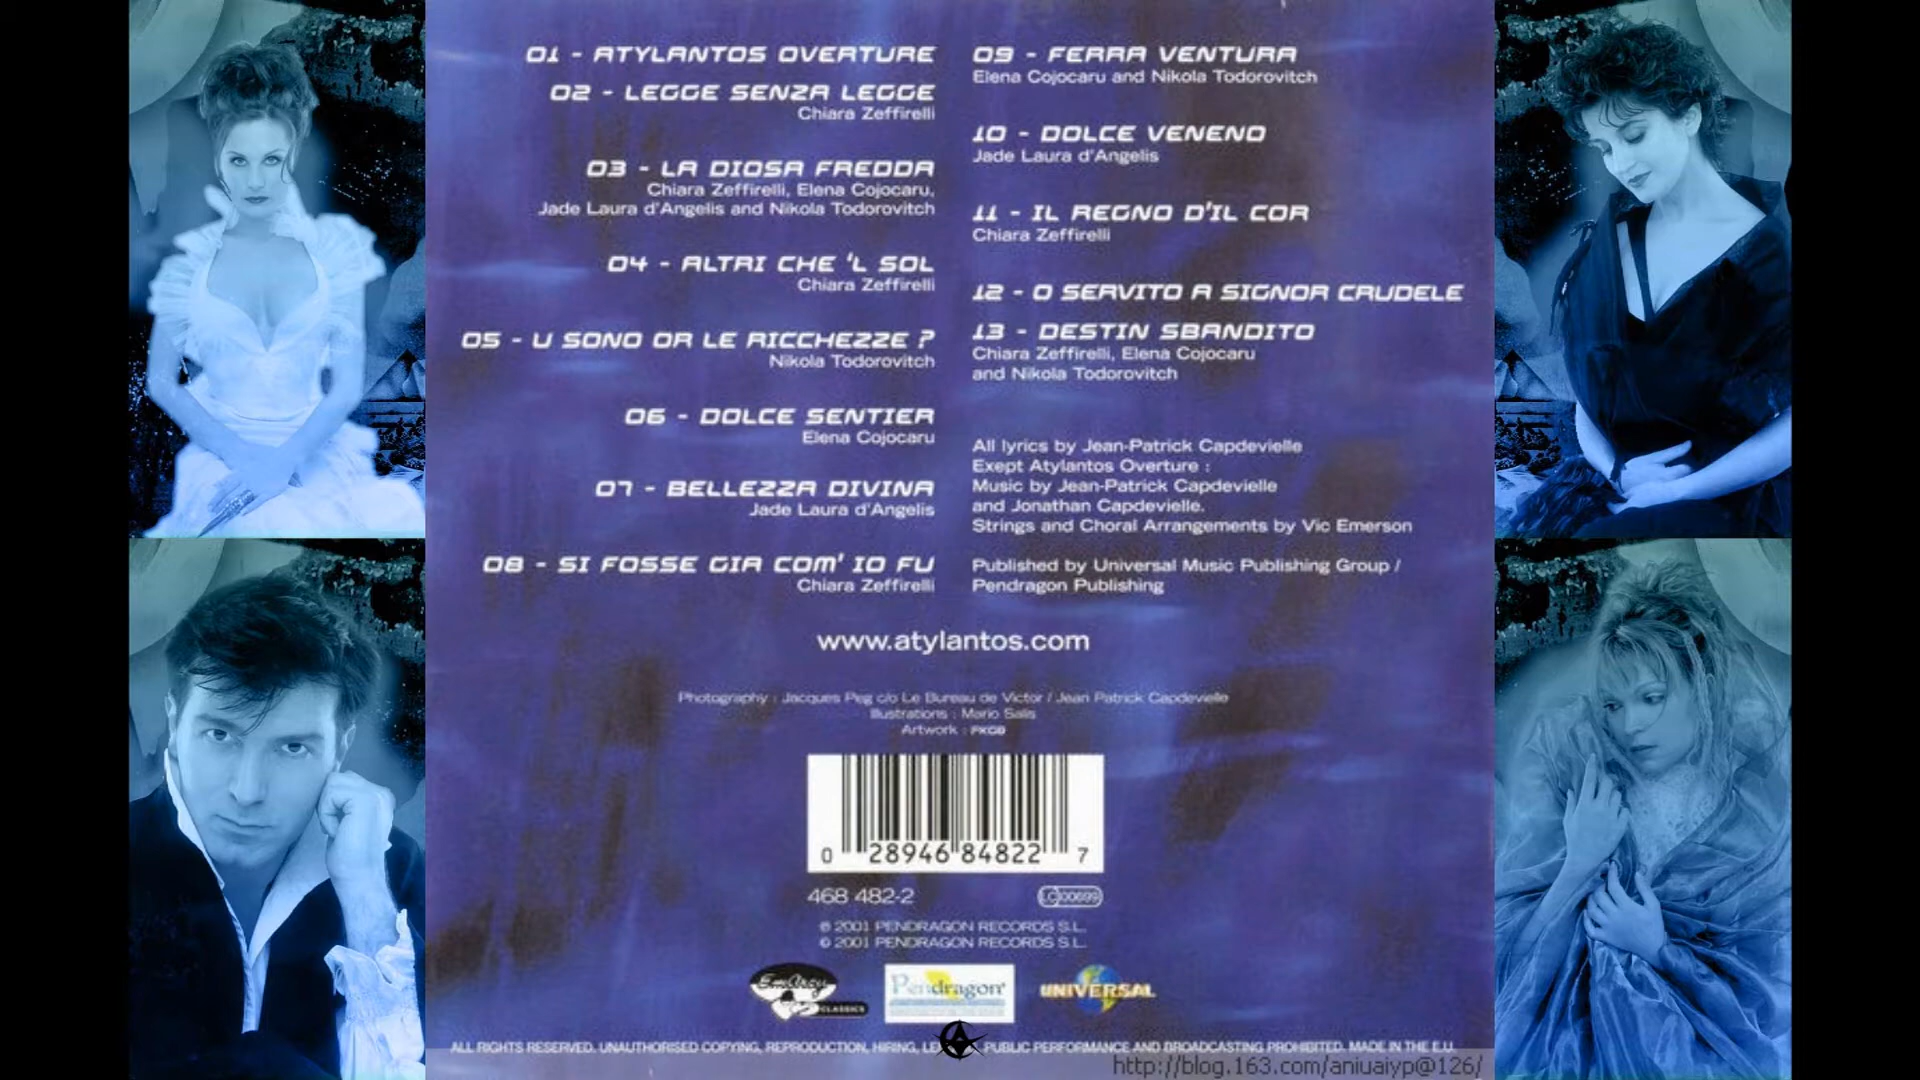 01 - ATYLANTOS OVERTURE
02 - LEGGE SENZA LEGGE
Chiara Zeffirelli
03 - LA DIOSA FREDDA
Chiara Zeffirelli, Elena Cojocaru,
Jade Laura d'Angelis and Nikola Todorovitch
04 - ALTRI CHE 'L SOL
Chiara Zeffirelli
05 - U SONO OR LE RICCHEZZE ?
Nikola Todorovitch
06 - DOLCE SENTIER
Elena Cojocaru
07 - BELLEZZA DIVINA
Jade Laura d'Angelis
08 - SI FOSSE GIA COM' IO FU
Chiara Zeffirelli
09 - FERRA VENTURA
Elena Cojocaru and Nikola Todorovitch
10 - DOLCE VENENO
Jade Laura d'Angelis
11 - IL REGNO D'IL COR
Chiara Zeffirelli
12 - O SERVITO A SIGNOR CRUDELE
13 - DESTIN SBANDITO
Chiara Zeffirelli, Elena Cojocaru
and Nikola Todorovitch
All lyrics by Jean-Patrick Capdevielle
Exept Atylantos Overture :
Music by Jean-Patrick Capdevielle
and Jonathan Capdevielle.
Strings and Choral Arrangements by Vic Emerson
Published by Universal Music Publishing Group /
Pendragon Publishing
www.atylantos.com
Photography : Jacques Peg c/o Le Bureau de Victor / Jean Patrick Capdevielle
Illustrations : Mario Salis
Artwork : PKGB
0 28946 84822 7
468 482-2
LC 00699
℗ 2001 PENDRAGON RECORDS S.L.
© 2001 PENDRAGON RECORDS S.L.
EmArcy CLASSICS
Pendragon
UNIVERSAL
ALL RIGHTS RESERVED. UNAUTHORISED COPYING, REPRODUCTION, HIRING, PUBLIC PERFORMANCE AND BROADCASTING PROHIBITED. MADE IN THE E.U.
http://blog.163.com/aniuaiyp@126/